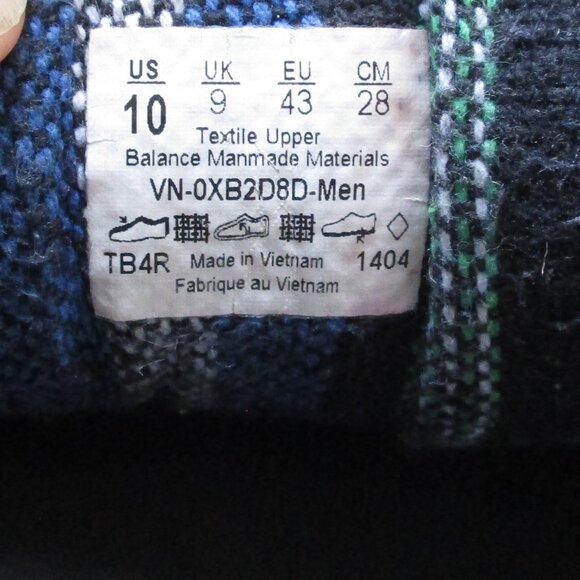 US UK EU CM
10 9 43 28
Textile Upper
Balance Manmade Materials
VN-0XB2D8D-Men
TB4R Made in Vietnam 1404
Fabrique au Vietnam